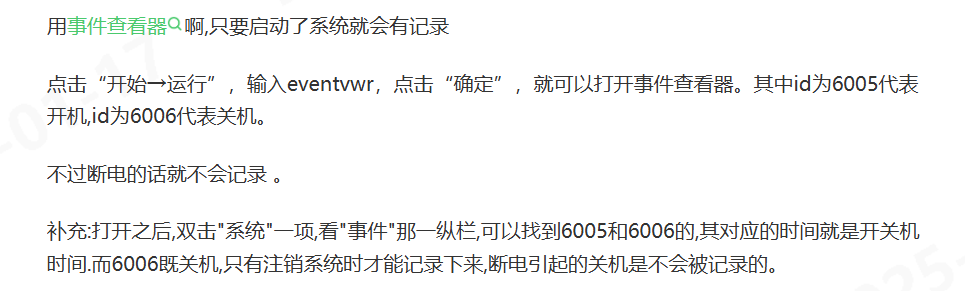 用事件查看器啊,只要启动了系统就会有记录
点击“开始→运行”，输入eventvwr，点击“确定”，就可以打开事件查看器。其中id为6005代表
开机,id为6006代表关机。
不过断电的话就不会记录 。
补充:打开之后,双击"系统"一项,看"事件"那一纵栏,可以找到6005和6006的,其对应的时间就是开关机
时间.而6006既关机,只有注销系统时才能记录下来,断电引起的关机是不会被记录的。